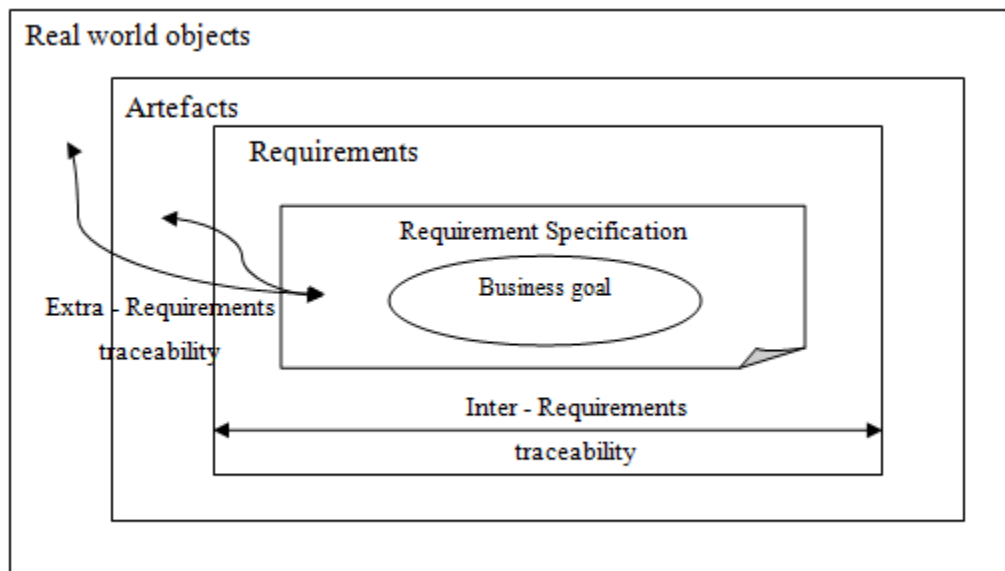 Real world objects
Artefacts
Requirements
Requirement Specification
Business goal
Extra - Requirements
traceability
Inter - Requirements
traceability